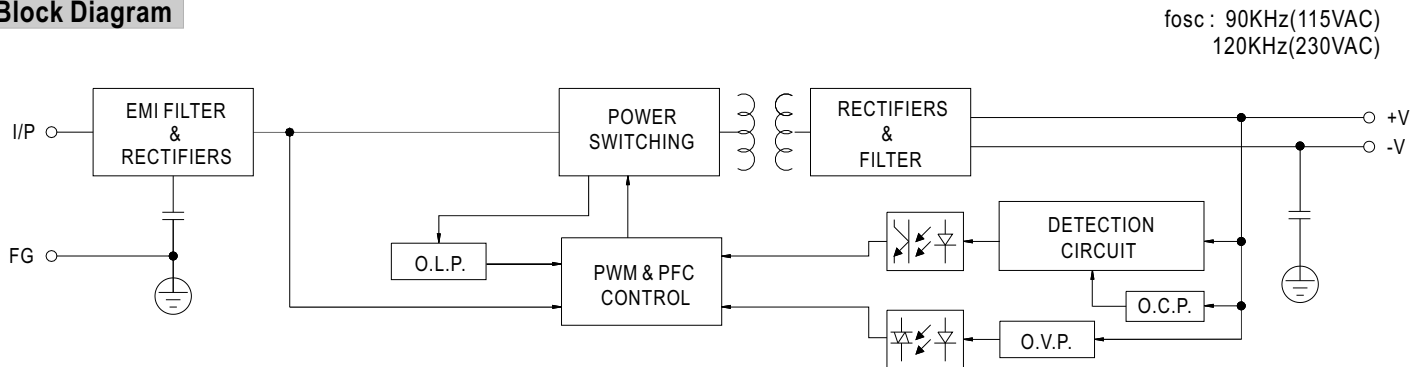 Block Diagram
fosc : 90KHz(115VAC)
120KHz(230VAC)
I/P
EMI FILTER
&
RECTIFIERS
POWER
SWITCHING
RECTIFIERS
&
FILTER
+V
-V
FG
O.L.P.
PWM & PFC
CONTROL
DETECTION
CIRCUIT
O.C.P.
O.V.P.